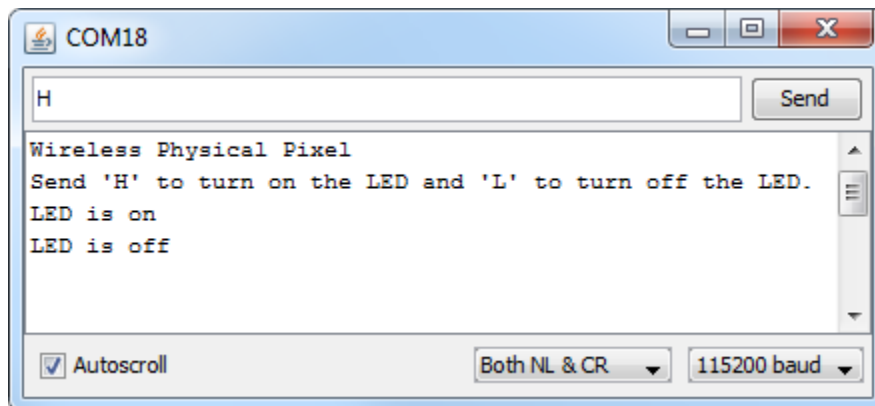 COM18
H
Send
Wireless Physical Pixel
Send 'H' to turn on the LED and 'L' to turn off the LED.
LED is on
LED is off
Autoscroll
Both NL & CR
115200 baud